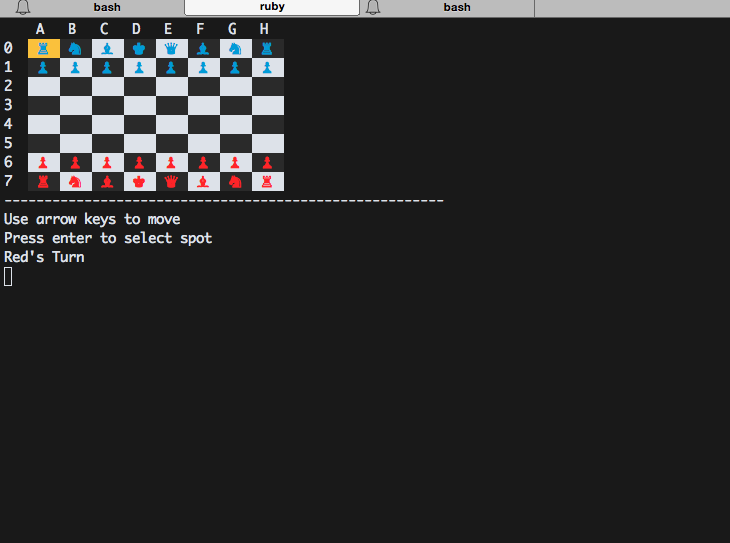 bash ruby bash
A B C D E F G H
0
1
2
3
4
5
6
7
-------------------------------------------------------
Use arrow keys to move
Press enter to select spot
Red's Turn